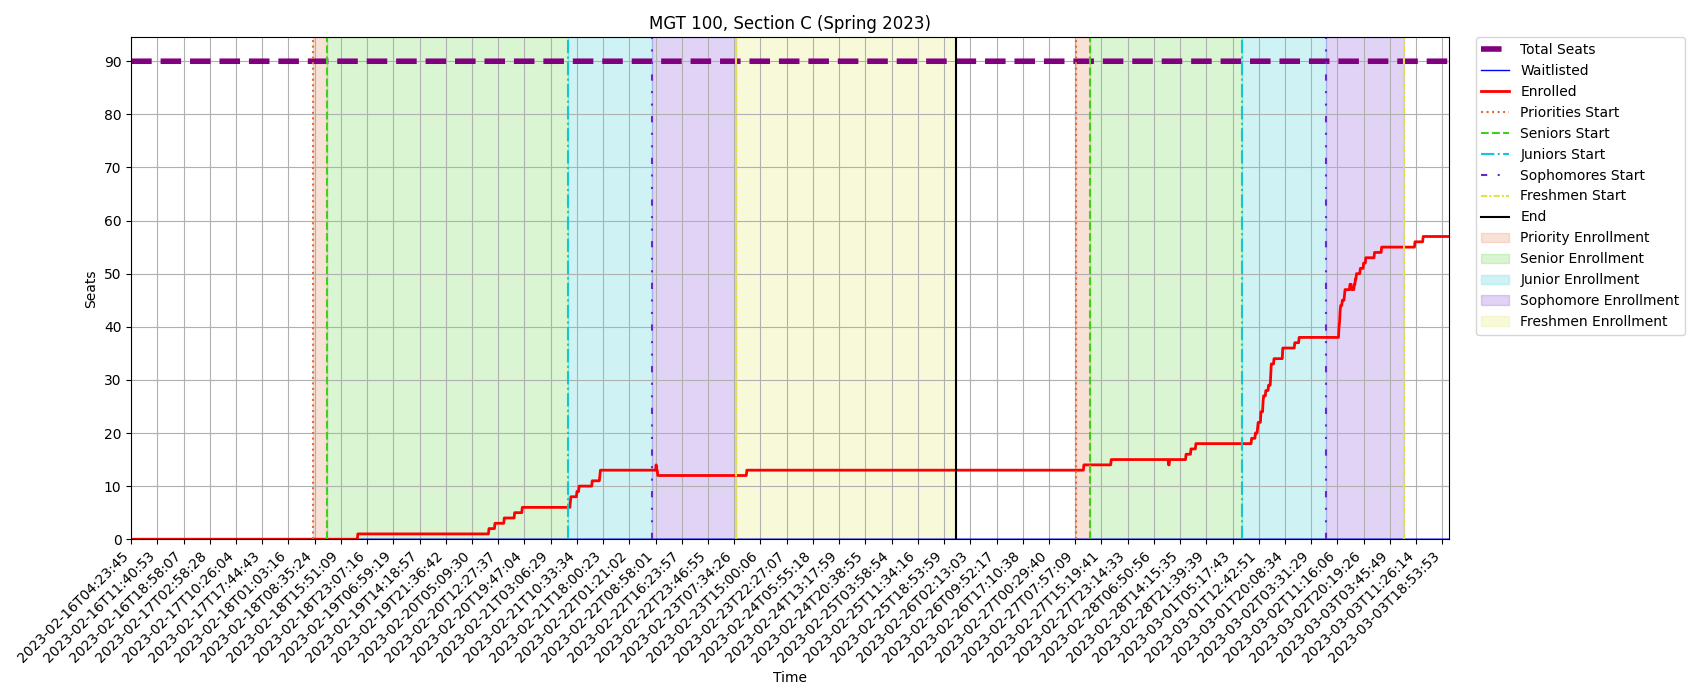 MGT 100, Section C (Spring 2023)
Seats
90
80
70
60
50
40
30
20
10
0
2023-02-16T04:23:45
2023-02-16T11:40:53
2023-02-16T18:58:07
2023-02-17T02:58:28
2023-02-17T10:26:04
2023-02-17T17:44:43
2023-02-18T01:03:16
2023-02-18T08:35:24
2023-02-18T15:51:09
2023-02-18T23:07:16
2023-02-19T06:59:19
2023-02-19T14:18:57
2023-02-19T21:36:42
2023-02-20T05:09:30
2023-02-20T12:27:37
2023-02-20T19:47:04
2023-02-21T03:06:29
2023-02-21T10:33:34
2023-02-21T18:00:23
2023-02-22T01:21:02
2023-02-22T08:58:01
2023-02-22T16:23:57
2023-02-22T23:46:55
2023-02-23T07:34:26
2023-02-23T15:00:06
2023-02-23T22:27:07
2023-02-24T05:55:18
2023-02-24T13:17:59
2023-02-24T20:38:55
2023-02-25T03:58:54
2023-02-25T11:34:16
2023-02-25T18:53:59
2023-02-26T02:13:03
2023-02-26T09:52:17
2023-02-26T17:10:38
2023-02-27T00:29:40
2023-02-27T07:57:09
2023-02-27T15:19:41
2023-02-27T23:14:33
2023-02-28T06:50:56
2023-02-28T14:15:35
2023-02-28T21:39:39
2023-03-01T05:17:43
2023-03-01T12:42:51
2023-03-01T20:08:34
2023-03-02T03:31:29
2023-03-02T11:16:06
2023-03-02T20:19:26
2023-03-03T03:45:49
2023-03-03T11:26:14
2023-03-03T18:53:53
Time
Total Seats
Waitlisted
Enrolled
Priorities Start
Seniors Start
Juniors Start
Sophomores Start
Freshmen Start
End
Priority Enrollment
Senior Enrollment
Junior Enrollment
Sophomore Enrollment
Freshmen Enrollment